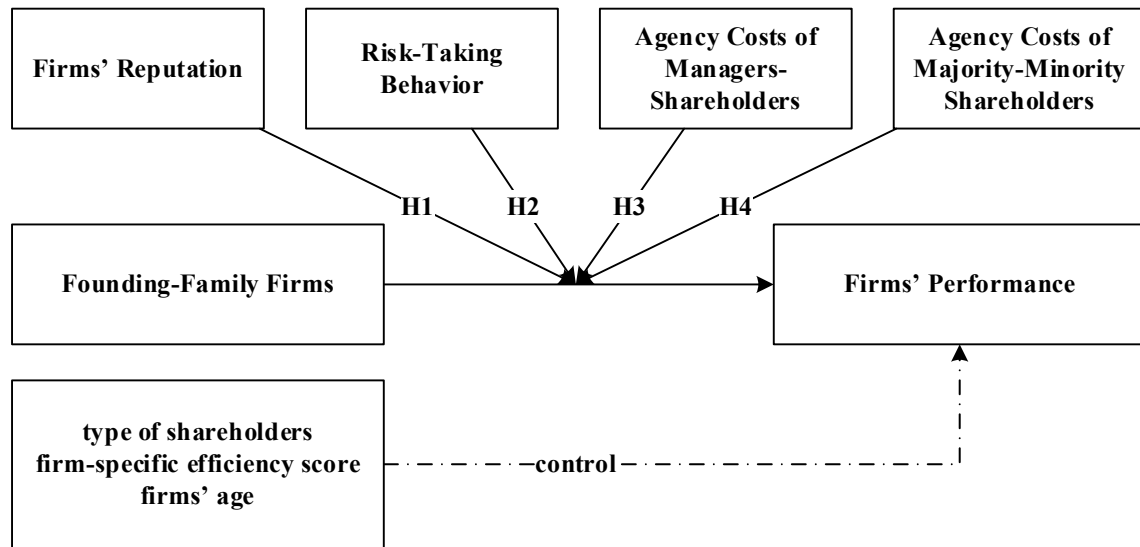 Firms’ Reputation
Risk-Taking
Behavior
Agency Costs of
Managers-
Shareholders
Agency Costs of
Majority-Minority
Shareholders
H1
H2
H3
H4
Founding-Family Firms
Firms’ Performance
type of shareholders
firm-specific efficiency score
firms’ age
control